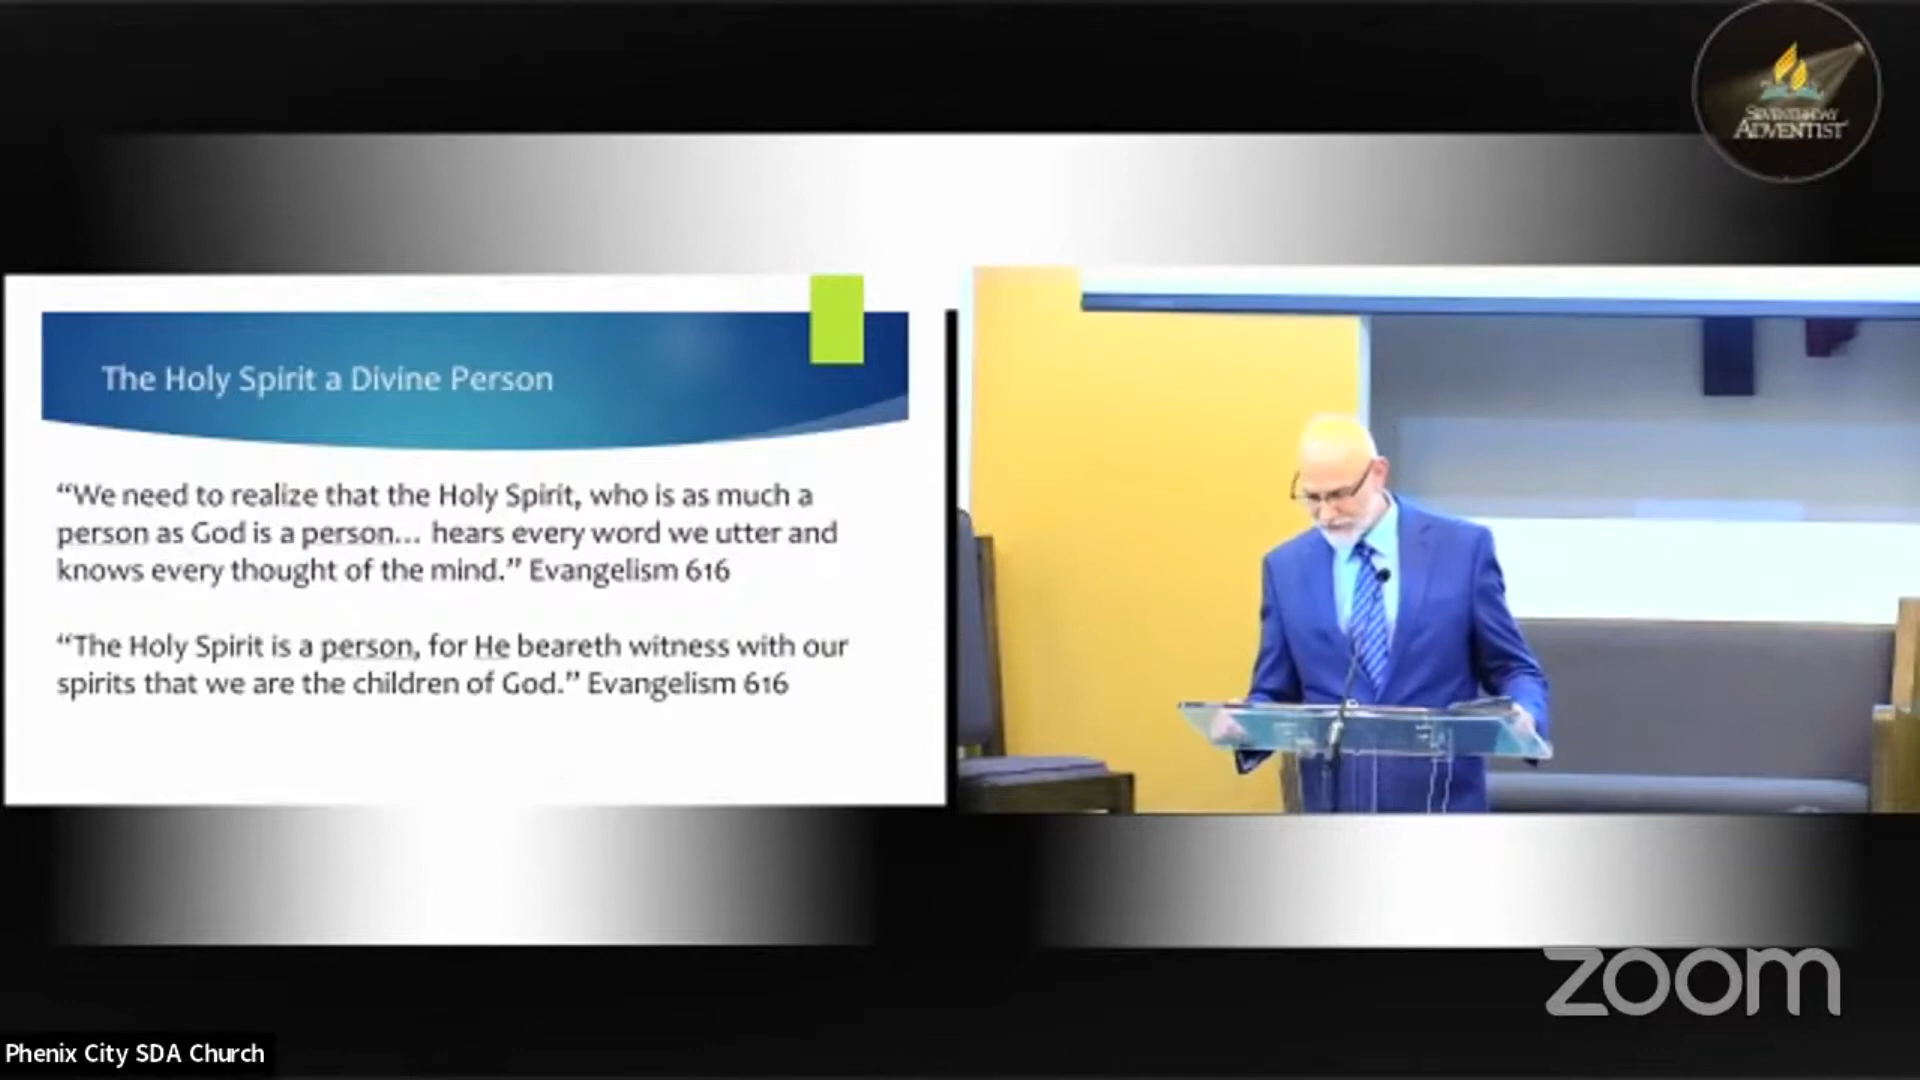 SEVENTH-DAY
ADVENTIST
The Holy Spirit a Divine Person
“We need to realize that the Holy Spirit, who is as much a
person as God is a person... hears every word we utter and
knows every thought of the mind.” Evangelism 616
“The Holy Spirit is a person, for He beareth witness with our
spirits that we are the children of God.” Evangelism 616
zoom
Phenix City SDA Church